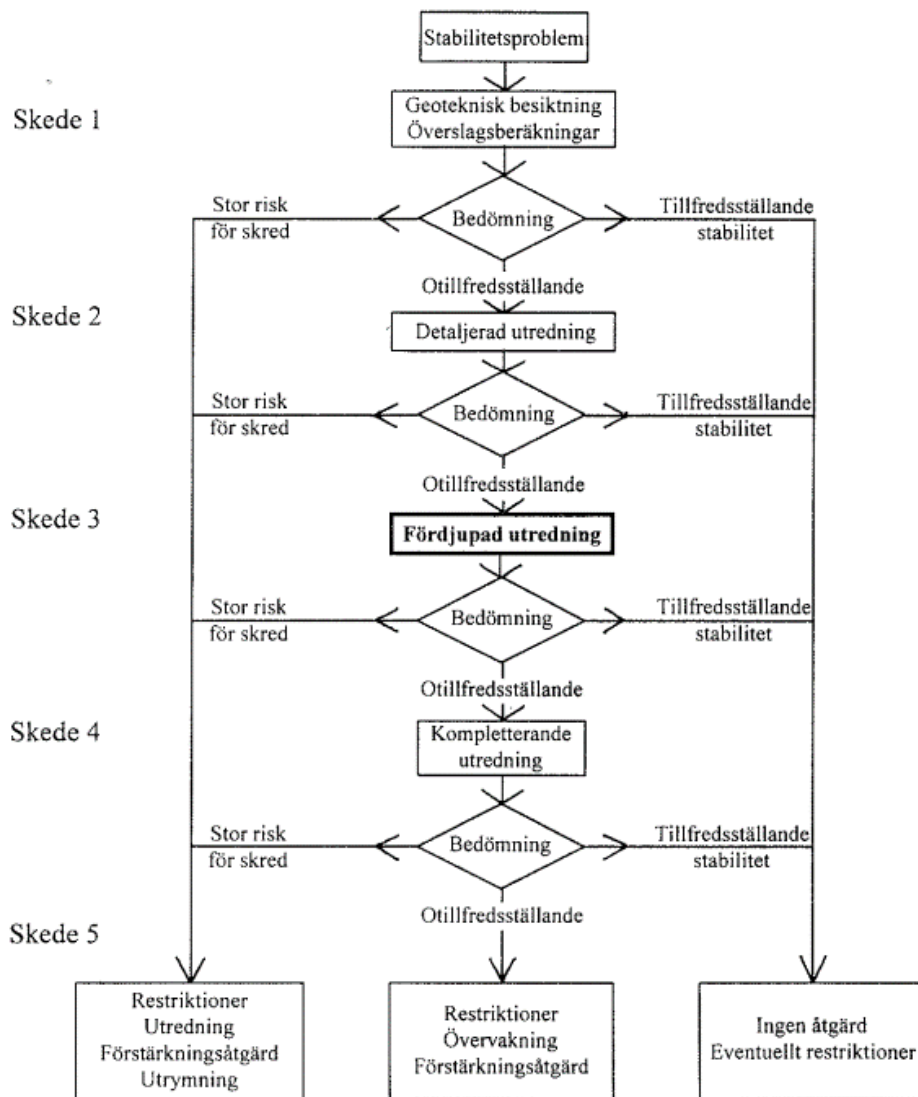 Stabilitetsproblem
Skede 1
Geoteknisk besiktning
Överslagsberäkningar
Stor risk
för skred
Bedömning
Tillfredsställande
stabilitet
Otillfredsställande
Skede 2
Detaljerad utredning
Stor risk
för skred
Bedömning
Tillfredsställande
stabilitet
Otillfredsställande
Skede 3
Fördjupad utredning
Stor risk
för skred
Bedömning
Tillfredsställande
stabilitet
Otillfredsställande
Skede 4
Kompletterande
utredning
Stor risk
för skred
Bedömning
Tillfredsställande
stabilitet
Otillfredsställande
Skede 5
Restriktioner
Utredning
Förstärkningsåtgärd
Utrymning
Restriktioner
Övervakning
Förstärkningsåtgärd
Ingen åtgärd
Eventuellt restriktioner